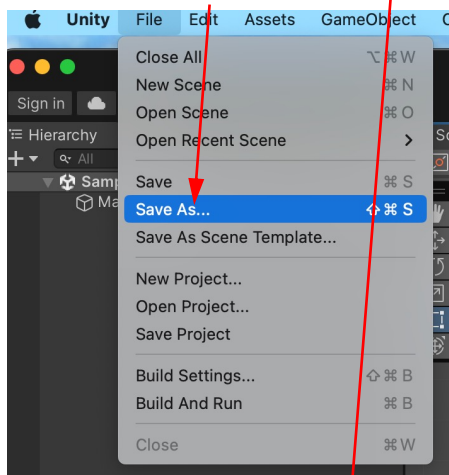 Unity File Edit Assets GameObject
Close All ⌥ ⌘ W
New Scene ⌘ N
Open Scene ⌘ O
Open Recent Scene >
Save ⌘ S
Save As... ⇧ ⌘ S
Save As Scene Template...
New Project...
Open Project...
Save Project
Build Settings... ⇧ ⌘ B
Build And Run ⌘ B
Close ⌘ W
Sign in
Hierarchy
All